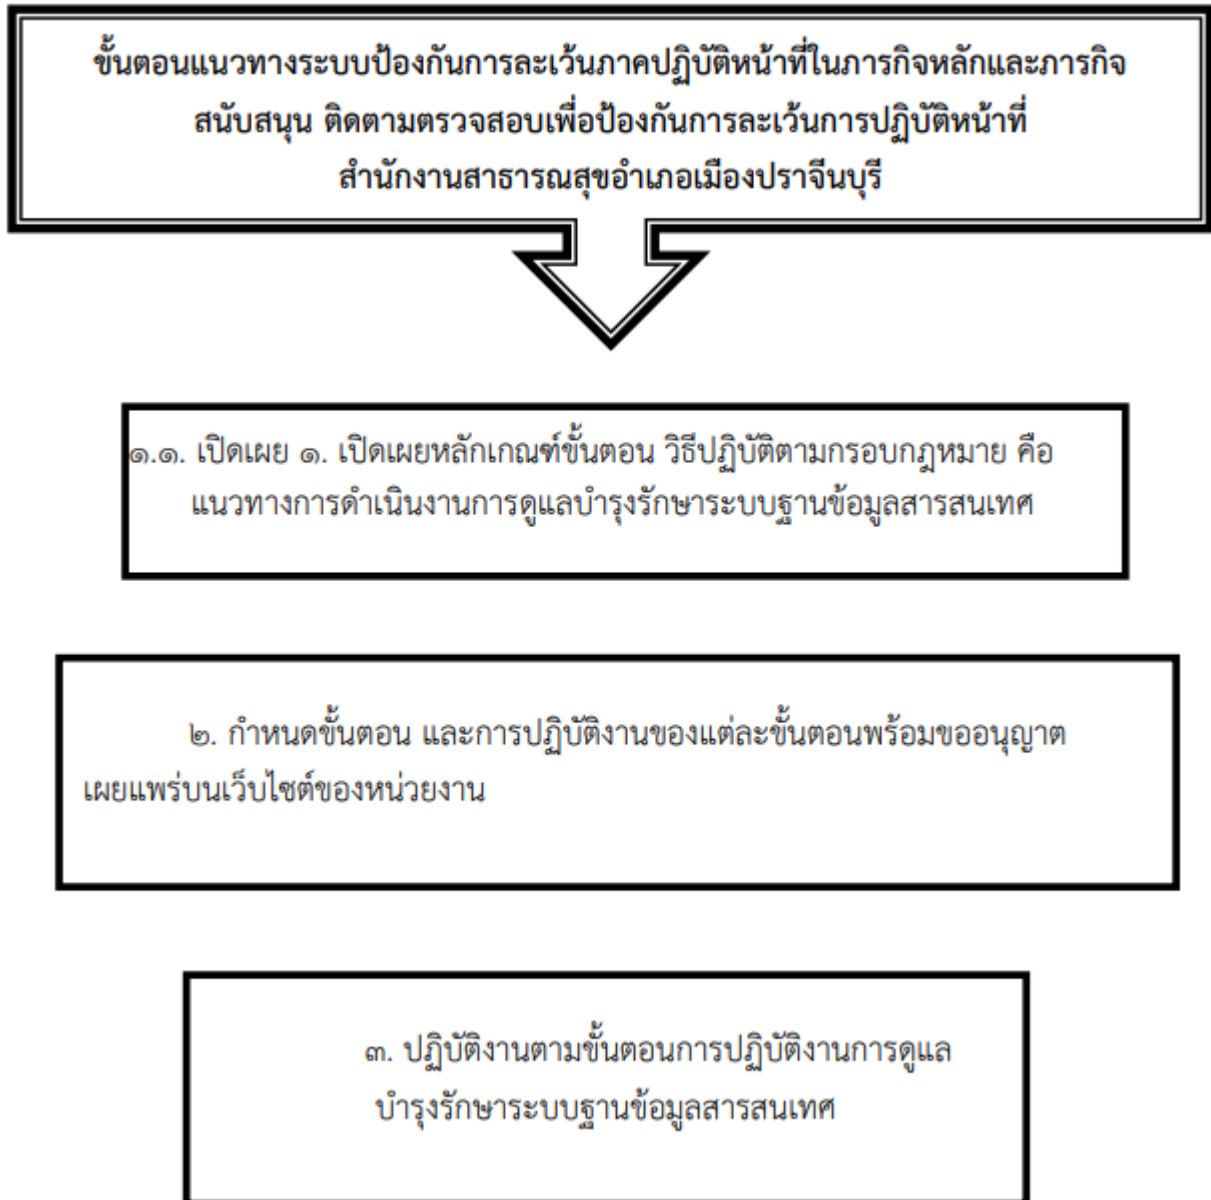 ขั้นตอนแนวทางระบบป้องกันการละเว้นภาคปฏิบัติหน้าที่ในภารกิจหลักและภารกิจ
สนับสนุน ติดตามตรวจสอบเพื่อป้องกันการละเว้นการปฏิบัติหน้าที่
สำนักงานสาธารณสุขอำเภอเมืองปราจีนบุรี
๑.๑. เปิดเผย ๑. เปิดเผยหลักเกณฑ์ขั้นตอน วิธีปฏิบัติตามกรอบกฎหมาย คือ
แนวทางการดำเนินงานการดูแลบำรุงรักษาระบบฐานข้อมูลสารสนเทศ
๒. กำหนดขั้นตอน และการปฏิบัติงานของแต่ละขั้นตอนพร้อมขออนุญาต
เผยแพร่บนเว็บไซต์ของหน่วยงาน
๓. ปฏิบัติงานตามขั้นตอนการปฏิบัติงานการดูแล
บำรุงรักษาระบบฐานข้อมูลสารสนเทศ